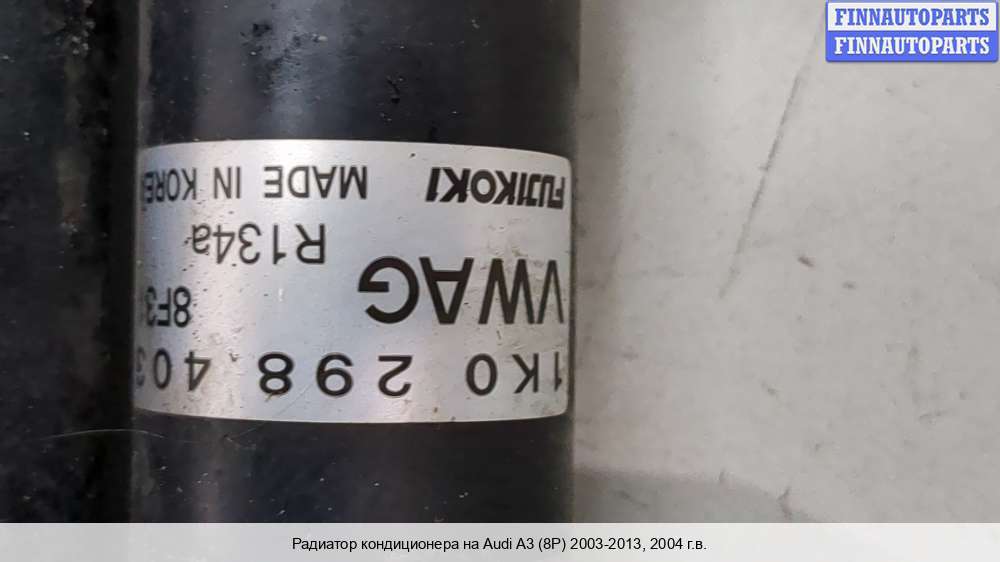 FINNAUTOPARTS
FINNAUTOPARTS
1K0 298 403
VWAG 8F3
R134a
FUJIKOKI MADE IN KOREA
Радиатор кондиционера на Audi A3 (8P) 2003-2013, 2004 г.в.